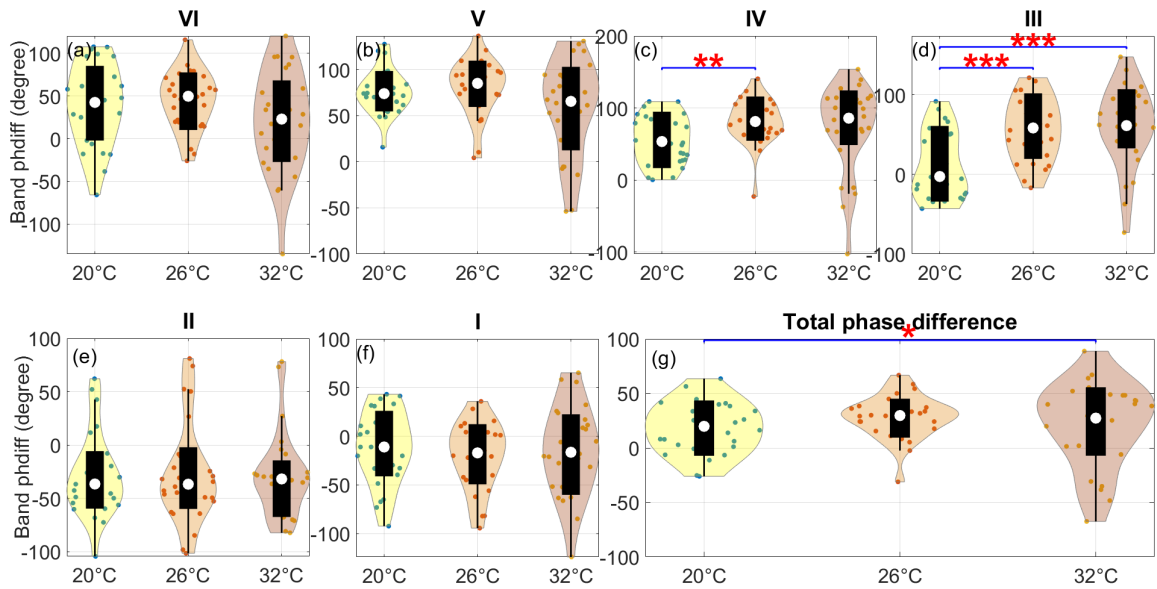 VI
V
IV
III
(a)
(b)
(c)
(d)
**
***
***
Band phdiff (degree)
100
50
0
-50
-100
20°C
26°C
32°C
100
50
0
-50
-100
20°C
26°C
32°C
200
100
0
-100
20°C
26°C
32°C
100
0
-100
20°C
26°C
32°C
II
I
Total phase difference
(e)
(f)
(g)
*
Band phdiff (degree)
100
50
0
-50
-100
20°C
26°C
32°C
100
50
0
-50
-100
20°C
26°C
32°C
100
50
0
-50
-100
20°C
26°C
32°C